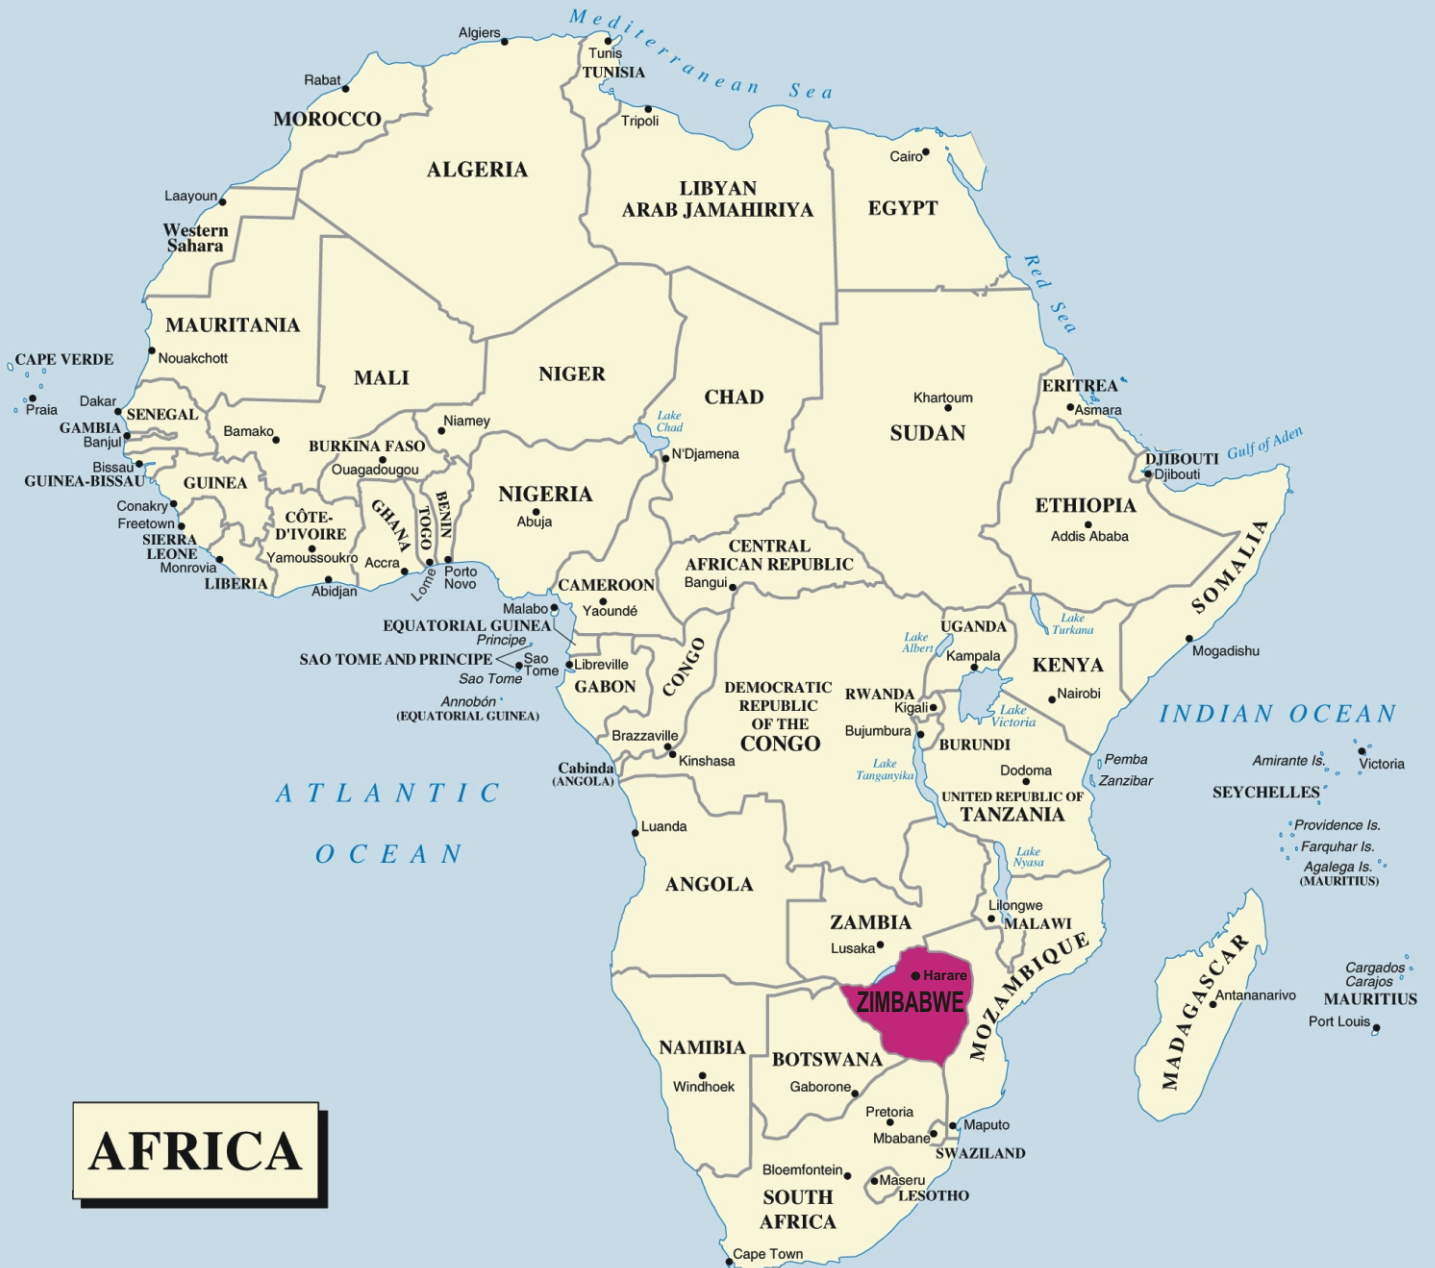 Mediterranean Sea
Algiers
Tunis
TUNISIA
Rabat
MOROCCO
Tripoli
Cairo
ALGERIA
LIBYAN
ARAB JAMAHIRIYA
EGYPT
Laayoun
Western
Sahara
Red Sea
MAURITANIA
Nouakchott
CAPE VERDE
Praia
MALI
NIGER
CHAD
Lake
Chad
N'Djamena
Khartoum
SUDAN
ERITREA
Asmara
Dakar
SENEGAL
GAMBIA
Banjul
Bissau
GUINEA-BISSAU
Bamako
Niamey
BURKINA FASO
Ouagadougou
GUINEA
Conakry
Freetown
SIERRA
LEONE
Monrovia
LIBERIA
CÔTE-
D'IVOIRE
Yamoussoukro
Abidjan
GHANA
Accra
TOGO
Lome
BENIN
Porto
Novo
NIGERIA
Abuja
DJIBOUTI
Djibouti
Gulf of Aden
ETHIOPIA
Addis Ababa
SOMALIA
Mogadishu
CENTRAL
AFRICAN REPUBLIC
Bangui
CAMEROON
Yaoundé
Malabo
EQUATORIAL GUINEA
Principe
SAO TOME AND PRINCIPE
Sao
Tome
Sao Tome
Annobón
(EQUATORIAL GUINEA)
Libreville
GABON
CONGO
Brazzaville
Kinshasa
Cabinda
(ANGOLA)
DEMOCRATIC
REPUBLIC
OF THE
CONGO
UGANDA
Kampala
Lake
Albert
Lake
Turkana
KENYA
Nairobi
RWANDA
Kigali
Lake
Victoria
Bujumbura
BURUNDI
Lake
Tanganyika
Dodoma
UNITED REPUBLIC OF
TANZANIA
Pemba
Zanzibar
INDIAN OCEAN
Amirante Is.
Victoria
SEYCHELLES
Providence Is.
Farquhar Is.
Agalega Is.
(MAURITIUS)
ATLANTIC
OCEAN
Luanda
ANGOLA
ZAMBIA
Lusaka
Lake
Nyasa
Lilongwe
MALAWI
MOZAMBIQUE
Harare
ZIMBABWE
MADAGASCAR
Antananarivo
Cargados
Carajos
MAURITIUS
Port Louis
NAMIBIA
Windhoek
BOTSWANA
Gaborone
Pretoria
Mbabane
Maputo
SWAZILAND
Bloemfontein
Maseru
LESOTHO
SOUTH
AFRICA
Cape Town
AFRICA